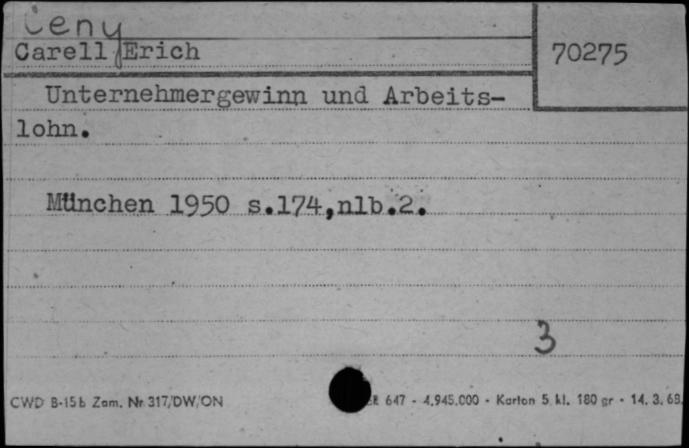 Ceny
Carell Erich
70275
Unternehmergewinn und Arbeits-
lohn.
München 1950 s.174,nlb.2.
3
CWD B-15b Zam. Nr 317/DW/ON
647 - 4.945.000 - Karton 5 kl. 180 gr - 14. 3. 68.